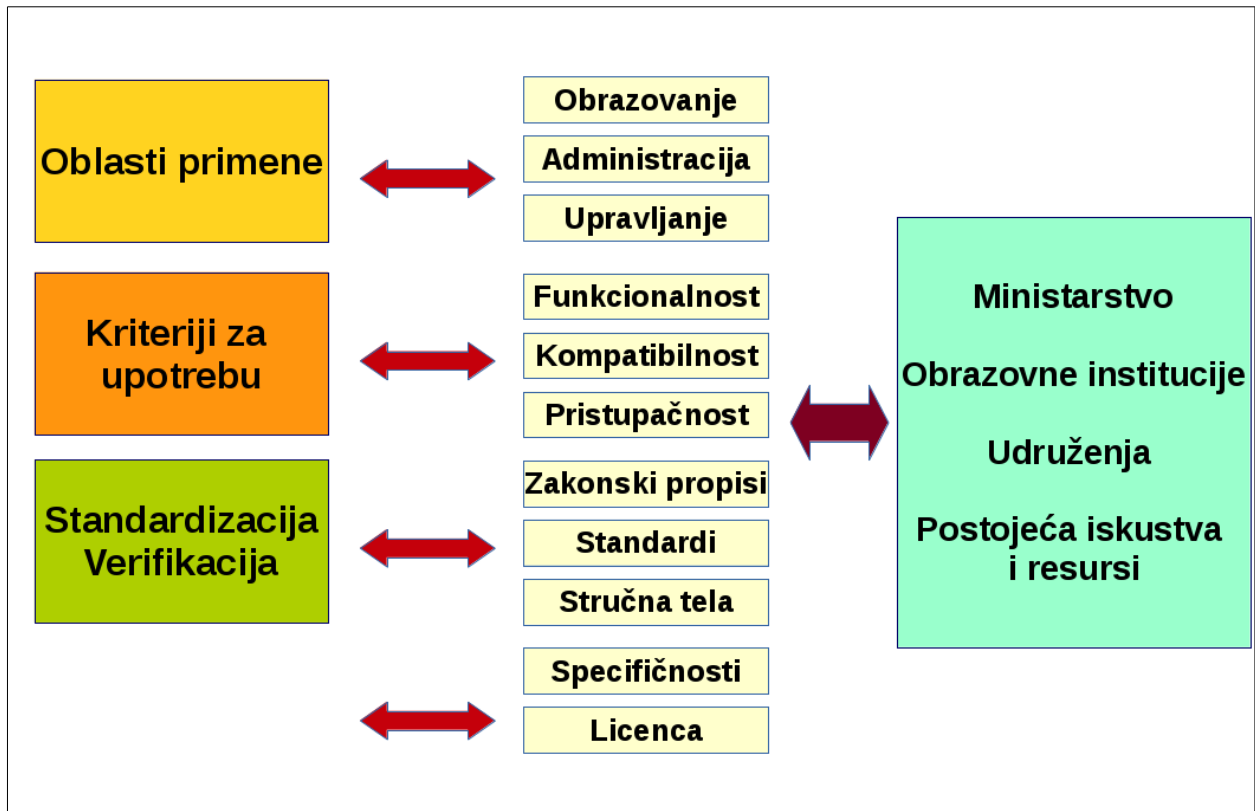 Oblasti primene
Obrazovanje
Administracija
Upravljanje
Kriteriji za
upotrebu
Funkcionalnost
Kompatibilnost
Pristupačnost
Standardizacija
Verifikacija
Zakonski propisi
Standardi
Stručna tela
Specifičnosti
Licenca
Ministarstvo
Obrazovne institucije
Udruženja
Postojeća iskustva
i resursi